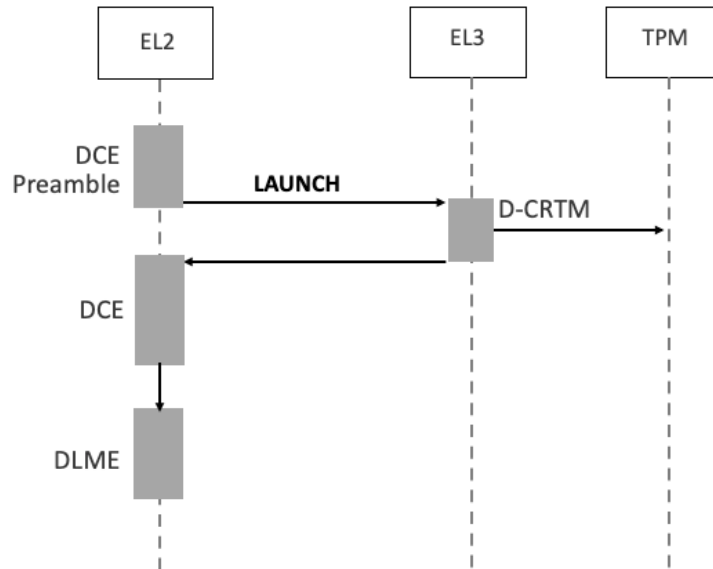 EL2
EL3
TPM
DCE
Preamble
LAUNCH
D-CRTM
DCE
DLME